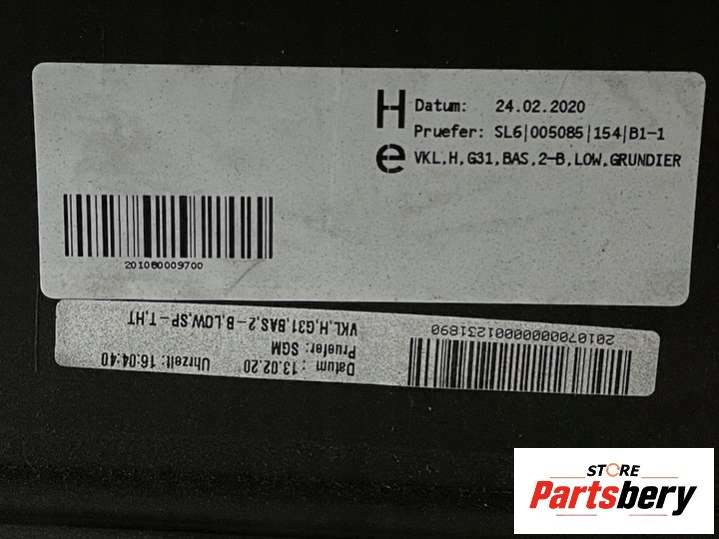 H
e
Datum: 24.02.2020
Pruefer: SL6|005085|154|B1-1
VKL,H,G31,BAS,2-B,LOW,GRUNDIER
201060009700
VKL,H,G31,BAS,2-B,LOW,SP-T,HT
Pruefer: SGM
Datum : 13.02.20 Uhrzeit: 16:04:40
20107000000001231890
STORE
Partsbery